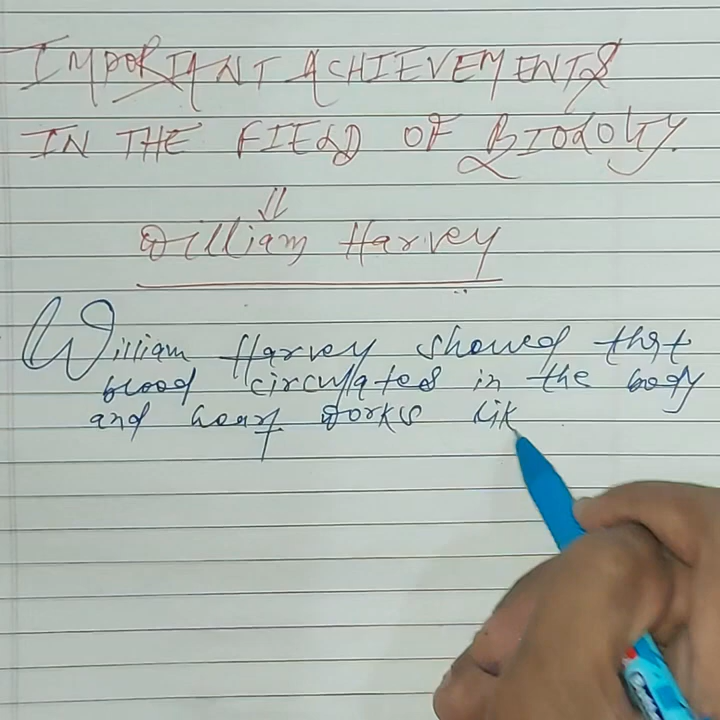 IMPORTANT ACHIEVEMENTS
IN THE FIELD OF BIOLOGY.
William Harvey
William Harvey showed that
blood circulated in the body
and heart works lik